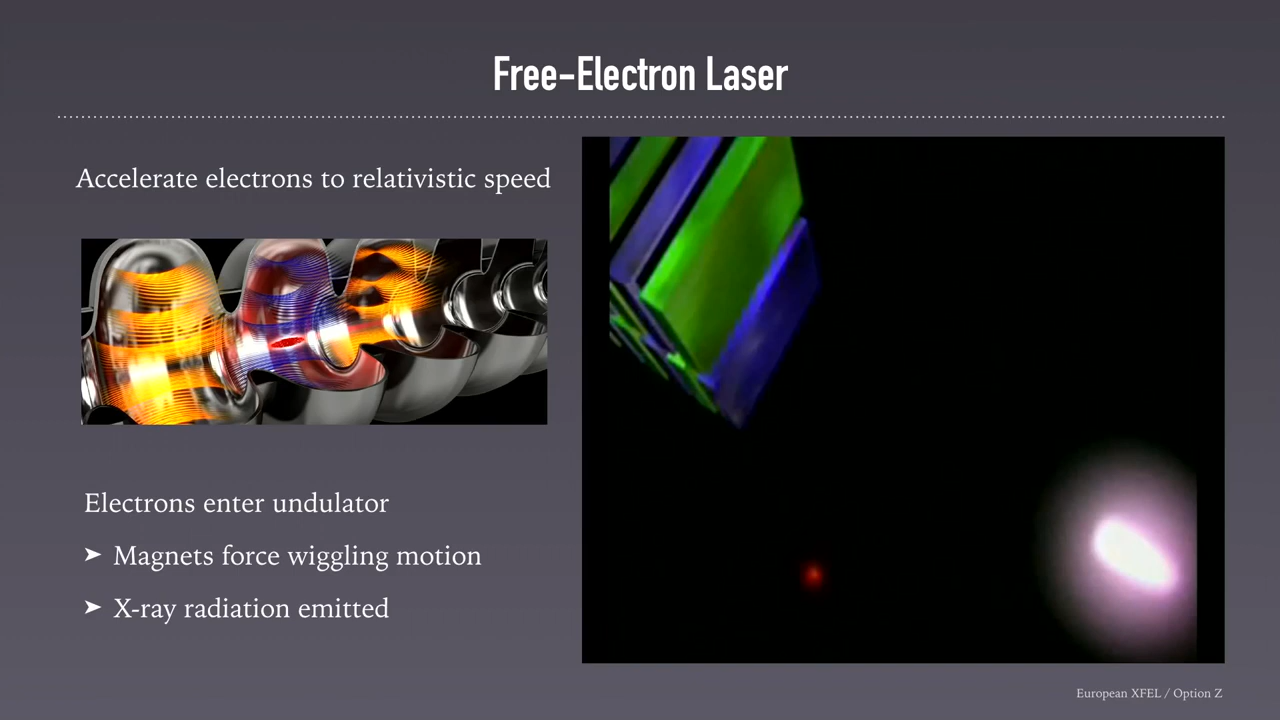 Free-Electron Laser
Accelerate electrons to relativistic speed
Electrons enter undulator
➤ Magnets force wiggling motion
➤ X-ray radiation emitted
European XFEL / Option Z